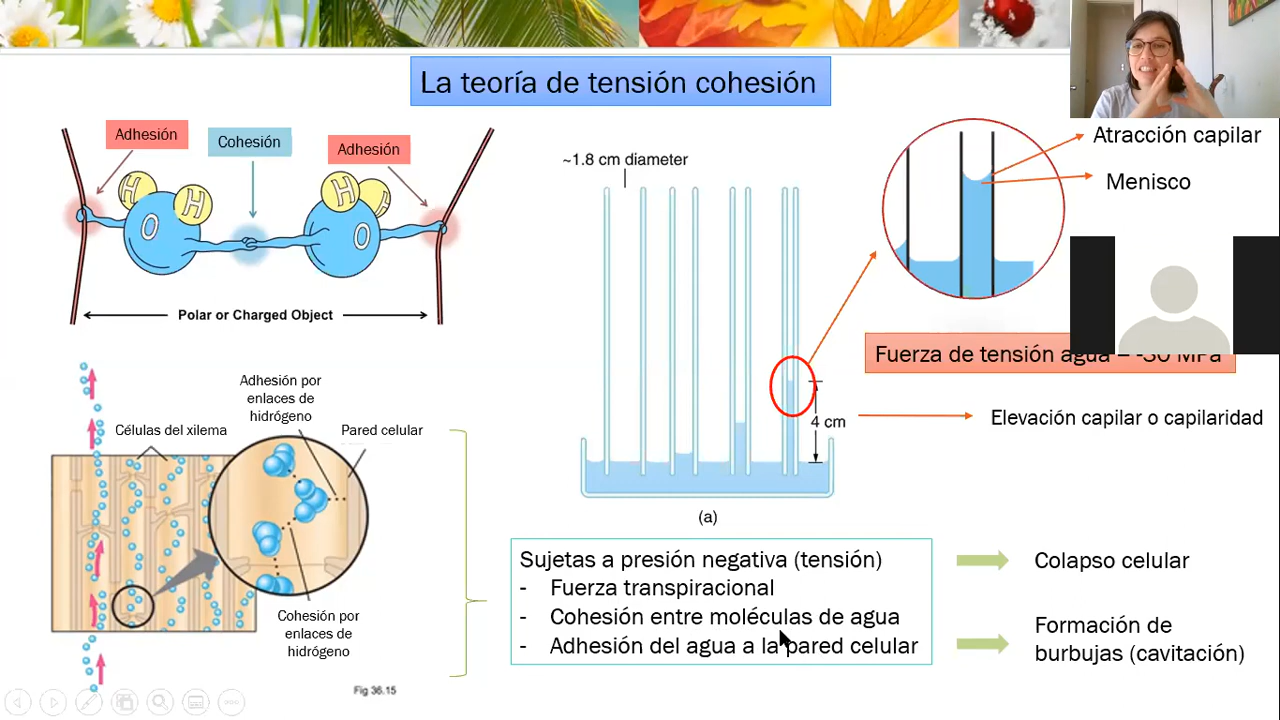 La teoría de tensión cohesión
Adhesión
Cohesión
Adhesión
H
H
O
H
H
O
Polar or Charged Object
~1.8 cm diameter
Atracción capilar
Menisco
Fuerza de tensión agua = -30 MPa
4 cm
Elevación capilar o capilaridad
(a)
Adhesión por
enlaces de
hidrógeno
Células del xilema
Pared celular
Cohesión por
enlaces de
hidrógeno
Fig 36.15
Sujetas a presión negativa (tensión)
- Fuerza transpiracional
- Cohesión entre moléculas de agua
- Adhesión del agua a la pared celular
Colapso celular
Formación de
burbujas (cavitación)